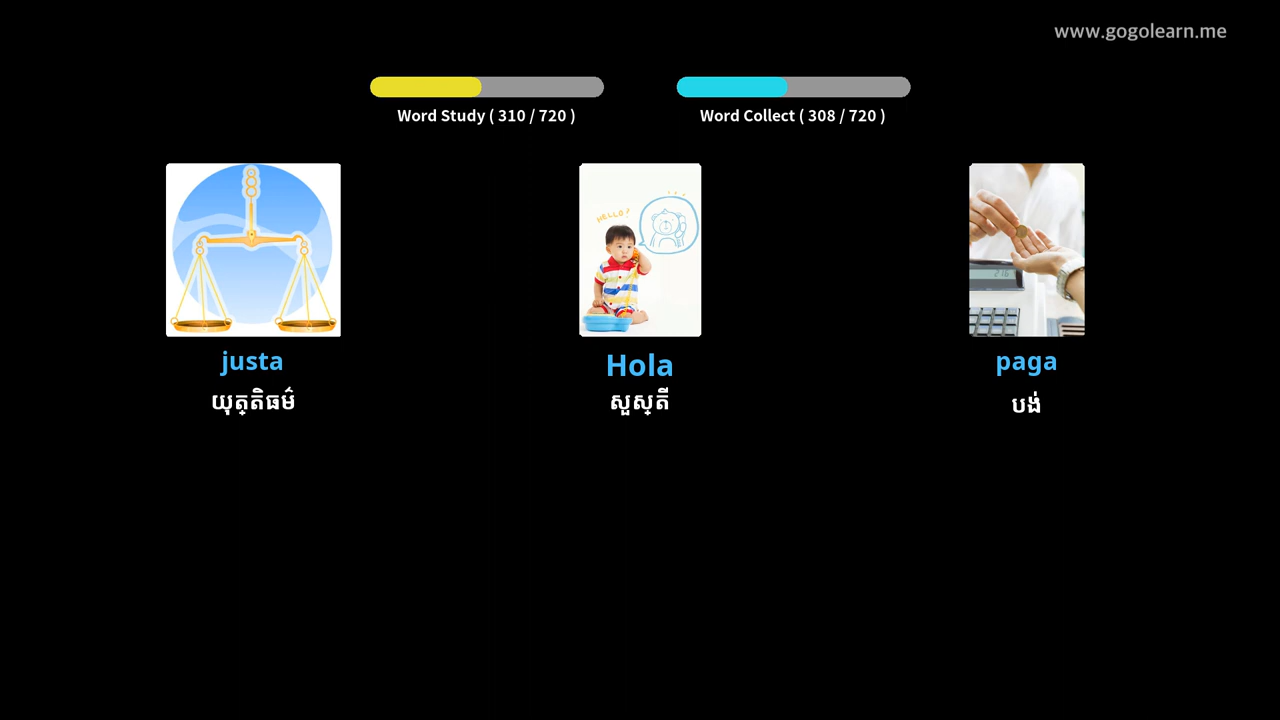 www.gogolearn.me
Word Study ( 310 / 720 )
Word Collect ( 308 / 720 )
HELLO?
justa
Hola
paga
យុត្តិធម៌
សួស្តី
បង់